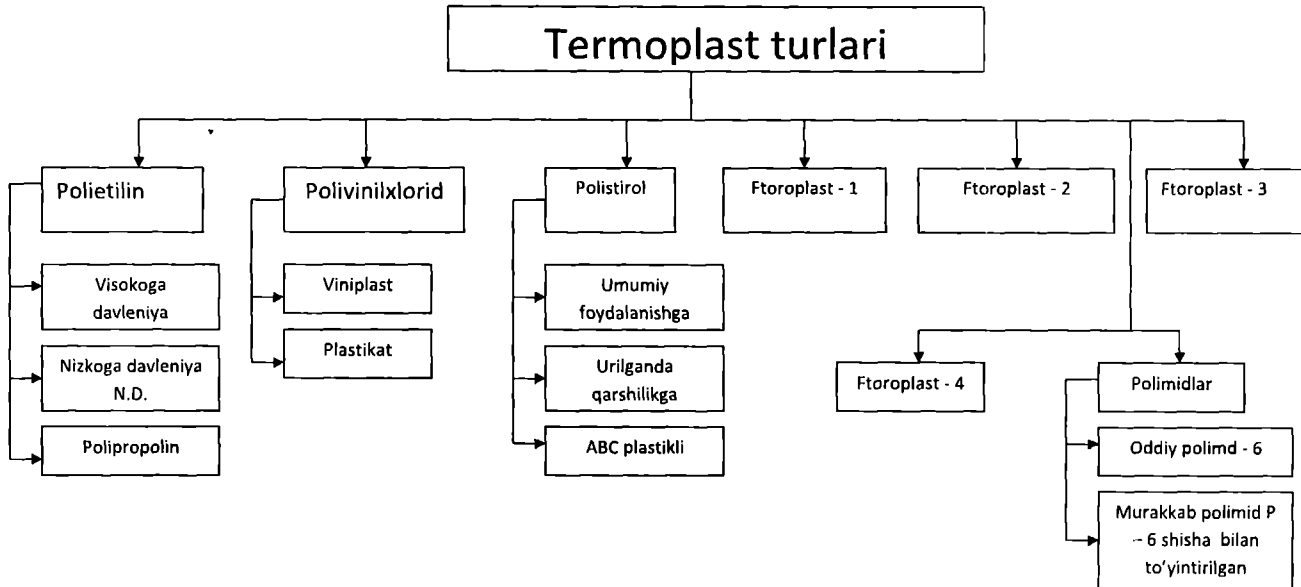 Termoplast turlari
Polietilin
Polivinilxlorid
Polistirol
Ftoroplast - 1
Ftoroplast - 2
Ftoroplast - 3
Visokoga
davleniya
Nizkoga davleniya
N.D.
Polipropolin
Viniplast
Plastikat
Umumiy
foydalanishga
Urilganda
qarshilikga
ABC plastikli
Ftoroplast - 4
Polimidlar
Oddiy polimd - 6
Murakkab polimid P
– 6 shisha bilan
to‘yintirilgan